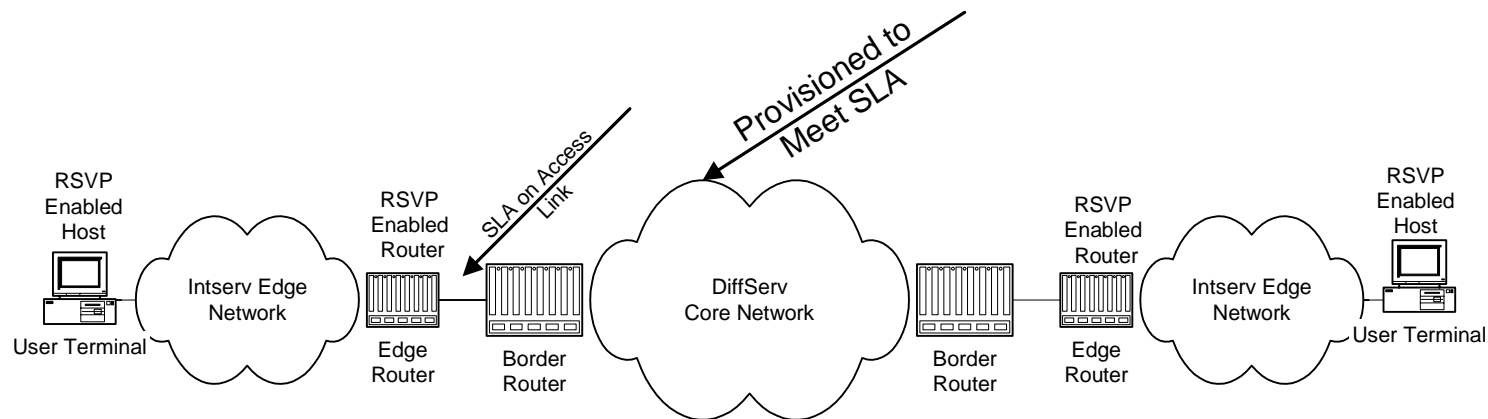 Provisioned to
Meet SLA
SLA on Access
Link
RSVP
Enabled
Host
User Terminal
Intserv Edge
Network
RSVP
Enabled
Router
Edge
Router
Border
Router
DiffServ
Core Network
Border
Router
RSVP
Enabled
Router
Edge
Router
Intserv Edge
Network
RSVP
Enabled
Host
User Terminal